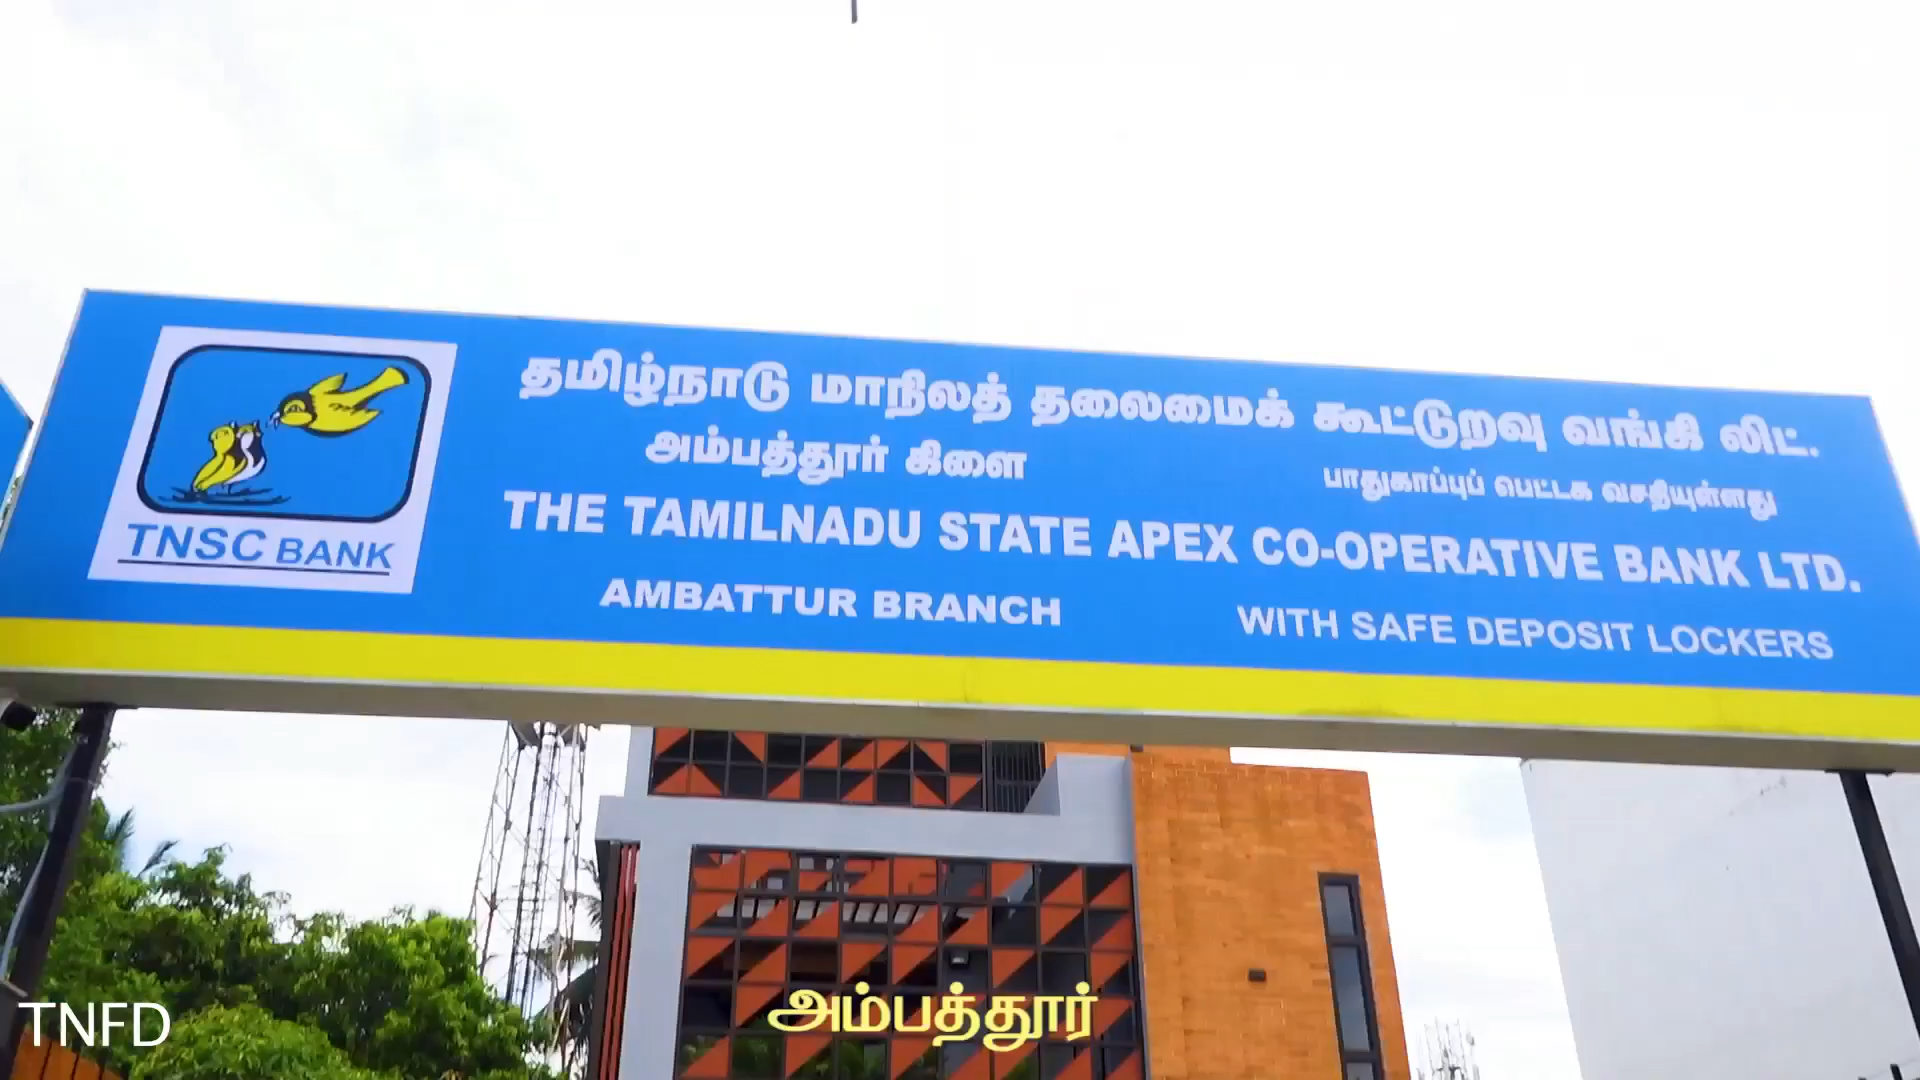 தமிழ்நாடு மாநிலத் தலைமைக் கூட்டுறவு வங்கி லிட்.
அம்பத்தூர் கிளை
பாதுகாப்புப் பெட்டக வசதியுள்ளது
TNSC BANK
THE TAMILNADU STATE APEX CO-OPERATIVE BANK LTD.
AMBATTUR BRANCH
WITH SAFE DEPOSIT LOCKERS
TNFD
அம்பத்தூர்